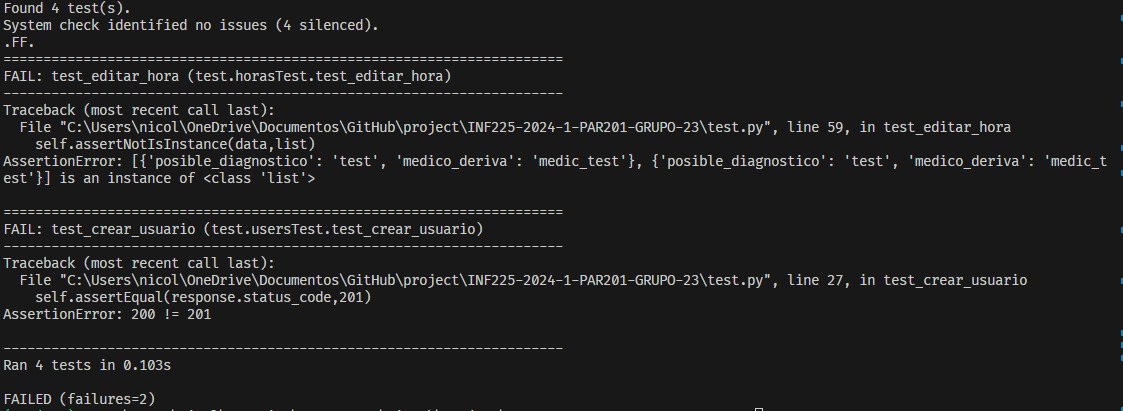 Found 4 test(s).
System check identified no issues (4 silenced).
.FF.
======================================================================
FAIL: test_editar_hora (test.horasTest.test_editar_hora)
----------------------------------------------------------------------
Traceback (most recent call last):
  File "C:\Users\nicol\OneDrive\Documentos\GitHub\project\INF225-2024-1-PAR201-GRUPO-23\test.py", line 59, in test_editar_hora
    self.assertNotIsInstance(data,list)
AssertionError: [{'posible_diagnostico': 'test', 'medico_deriva': 'medic_test'}, {'posible_diagnostico': 'test', 'medico_deriva': 'medic_t
est'}] is an instance of <class 'list'>
======================================================================
FAIL: test_crear_usuario (test.usersTest.test_crear_usuario)
----------------------------------------------------------------------
Traceback (most recent call last):
  File "C:\Users\nicol\OneDrive\Documentos\GitHub\project\INF225-2024-1-PAR201-GRUPO-23\test.py", line 27, in test_crear_usuario
    self.assertEqual(response.status_code,201)
AssertionError: 200 != 201
----------------------------------------------------------------------
Ran 4 tests in 0.103s
FAILED (failures=2)